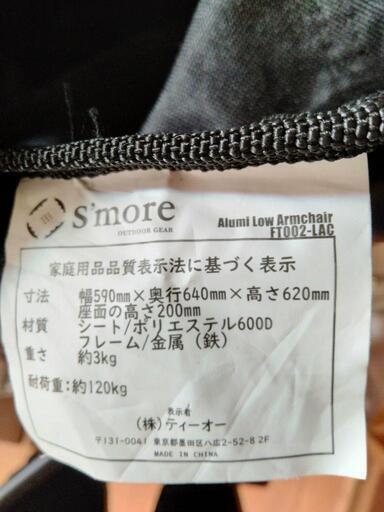 S'more
OUTDOOR GEAR
Alumi Low Armchair
FT002-LAC
家庭用品品質表示法に基づく表示
寸法 幅590mm×奥行640mm×高さ620mm
座面の高さ200mm
材質 シート/ポリエステル600D
フレーム/金属(鉄)
重さ 約3kg
耐荷重:約120kg
表示者
(株)ティーオー
〒131-0041 東京都墨田区八広2-52-8 2F
MADE IN CHINA